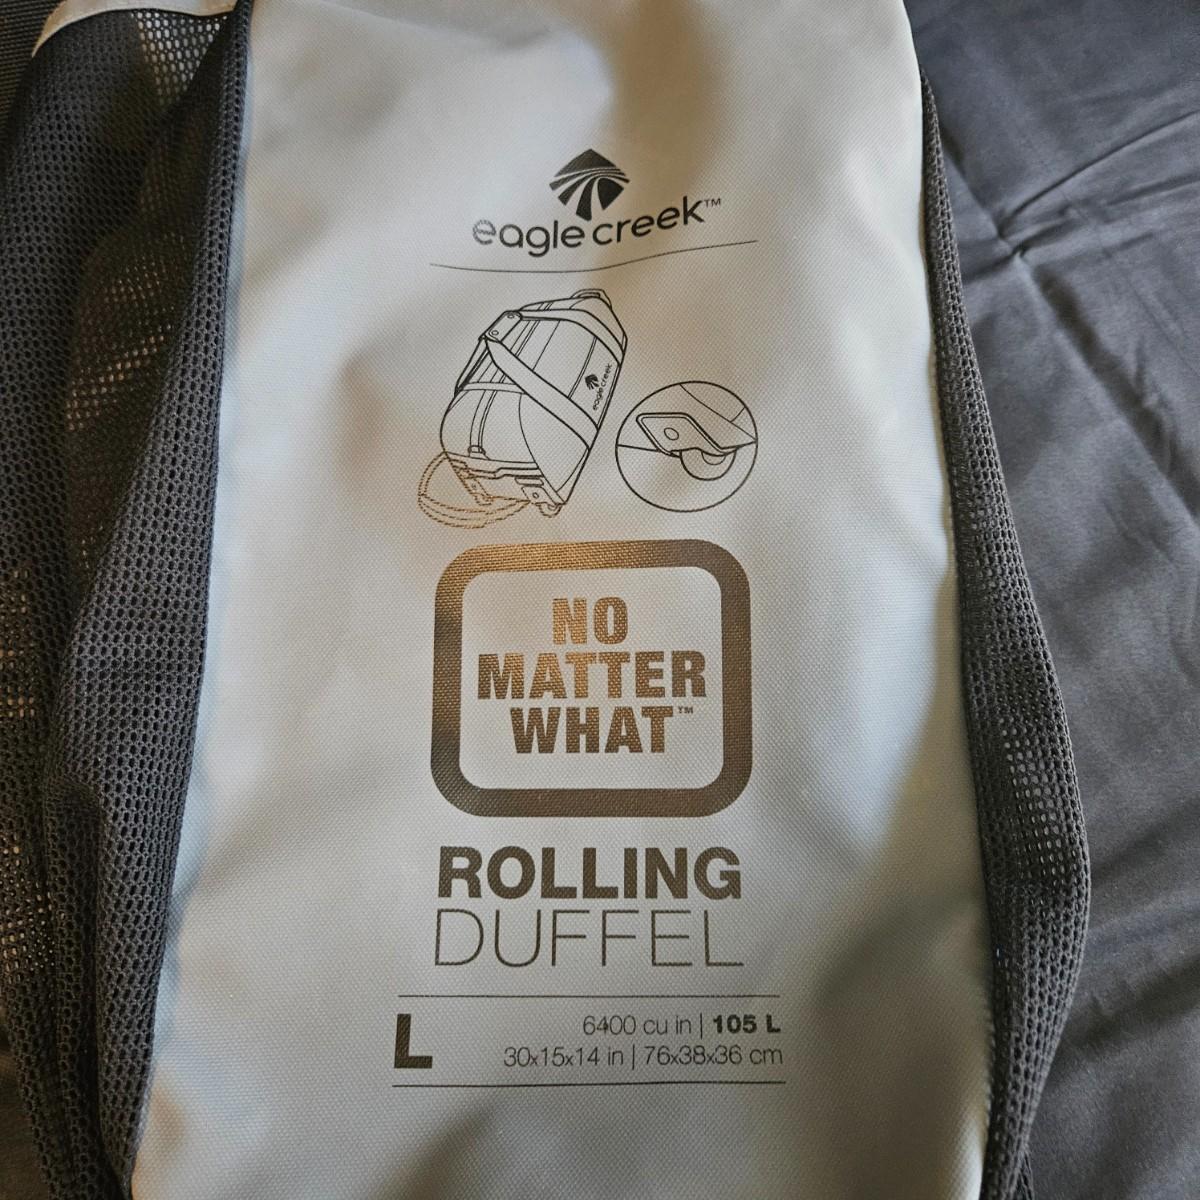 eagle creek™
eagle creek
NO
MATTER
WHAT™
ROLLING
DUFFEL
L
6400 cu in | 105 L
30x15x14 in | 76x38x36 cm